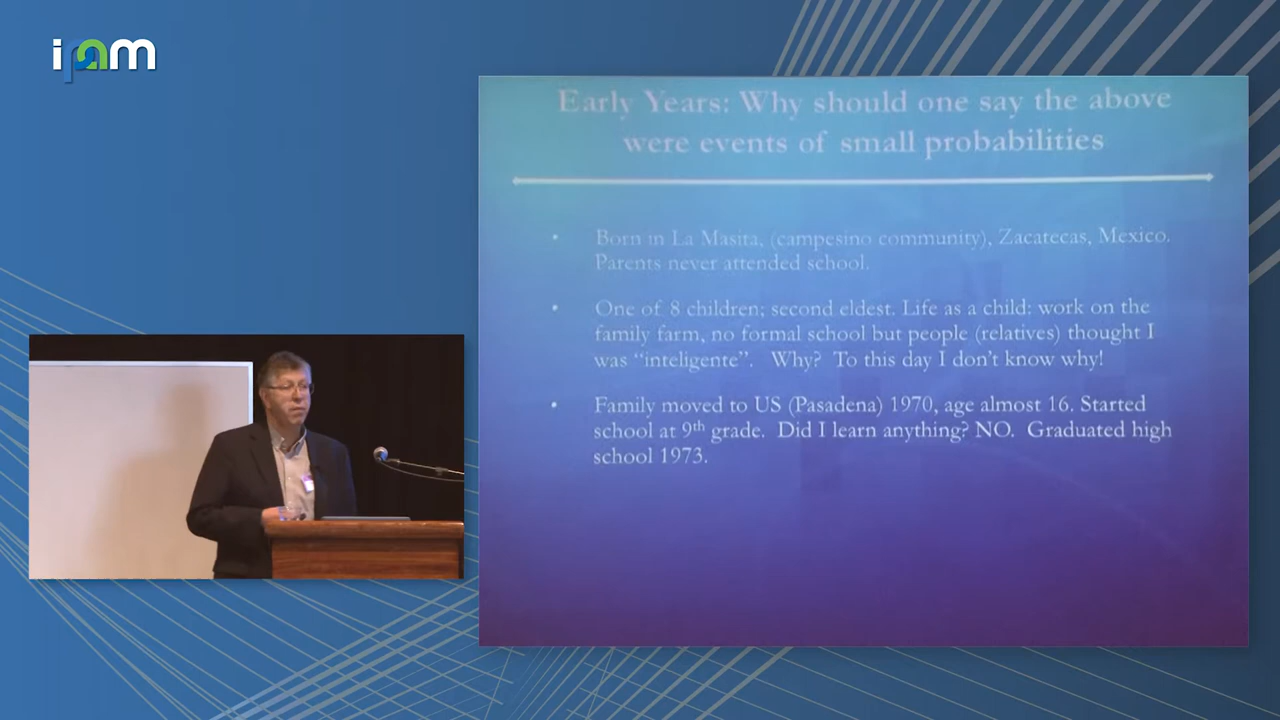 ipam
Early Years: Why should one say the above
were events of small probabilities
• Born in La Masita, (campesino community), Zacatecas, Mexico.
Parents never attended school.
• One of 8 children; second eldest. Life as a child: work on the
family farm, no formal school but people (relatives) thought I
was “inteligente”. Why? To this day I don’t know why!
• Family moved to US (Pasadena) 1970, age almost 16. Started
school at 9th grade. Did I learn anything? NO. Graduated high
school 1973.